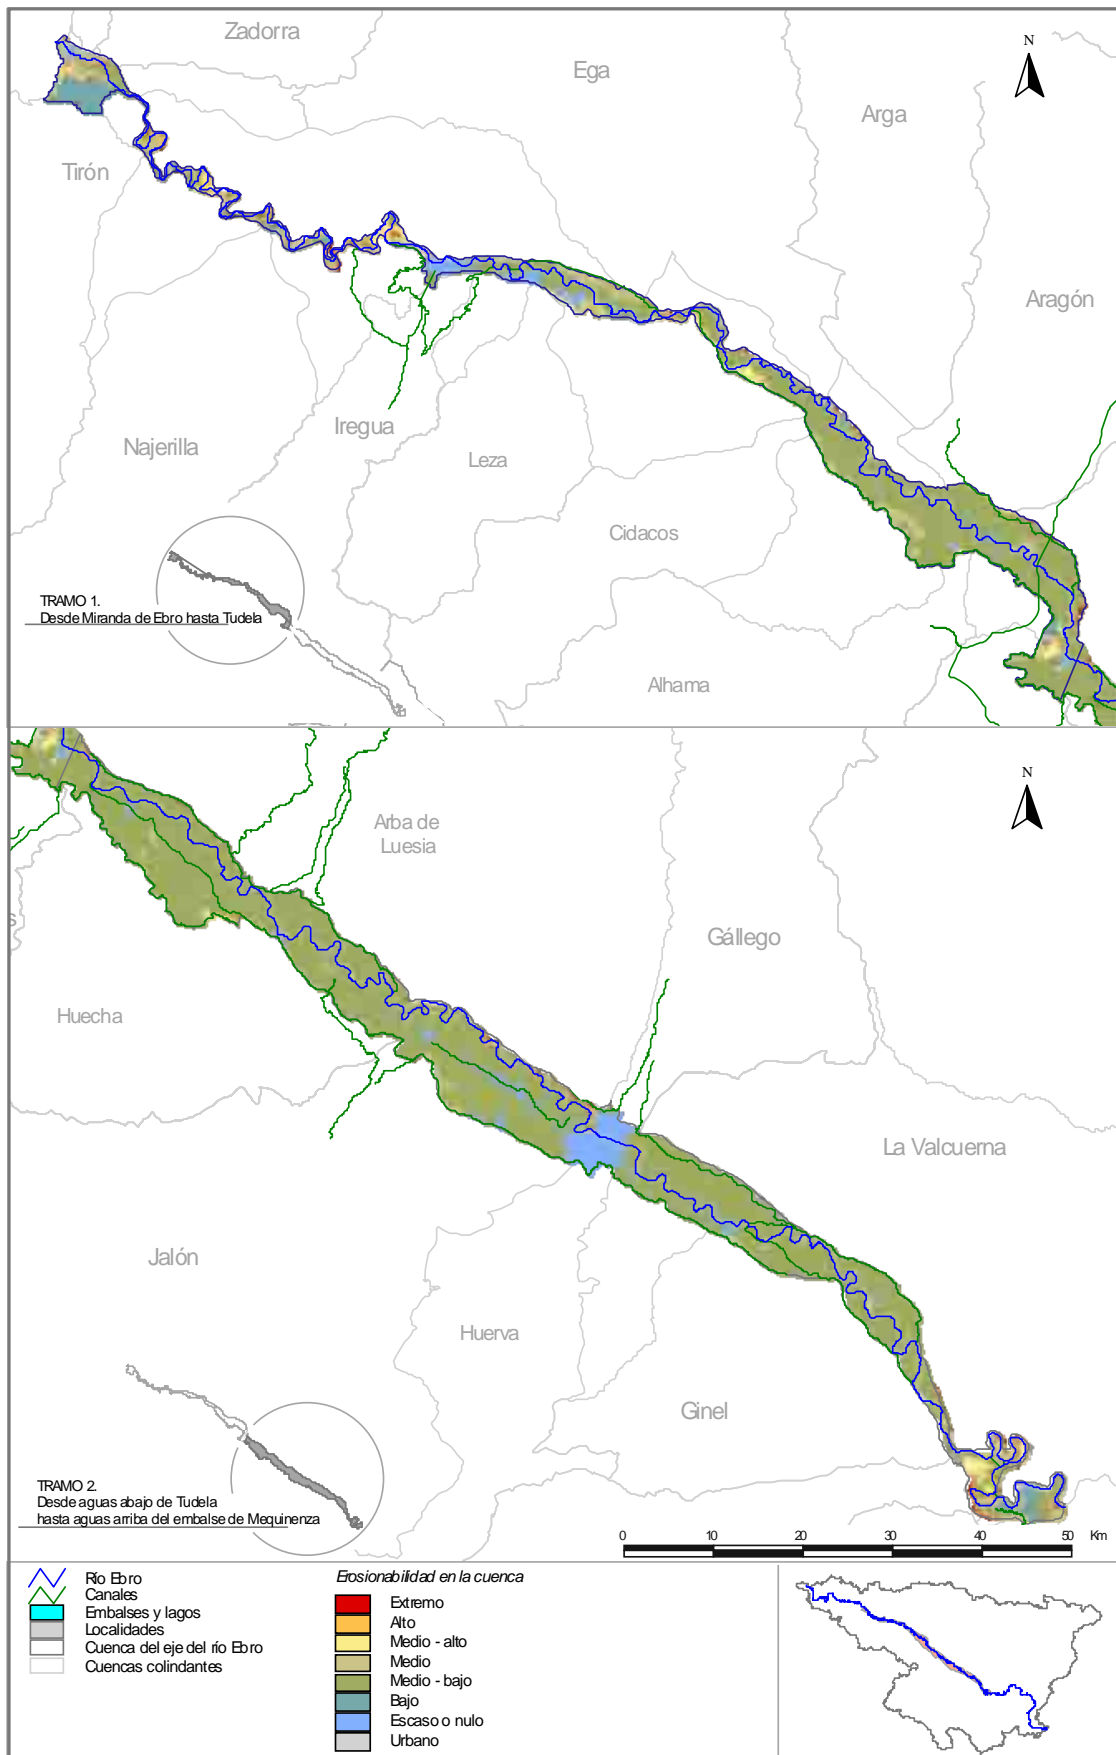 Zadorra
N
Ega
Arga
Tirón
Aragón
Iregua
Najerilla
Leza
Cidacos
TRAMO 1.
Desde Miranda de Ebro hasta Tudela
Alhama
N
Arba de
Luesia
s
Gállego
Huecha
La Valcuerna
Jalón
Huerva
Ginel
TRAMO 2.
Desde aguas abajo de Tudela
hasta aguas arriba del embalse de Mequinenza
0 10 20 30 40 50 Km
Río Ebro
Canales
Embalses y lagos
Localidades
Cuenca del eje del río Ebro
Cuencas colindantes
Erosionabilidad en la cuenca
Extremo
Alto
Medio - alto
Medio
Medio - bajo
Bajo
Escaso o nulo
Urbano